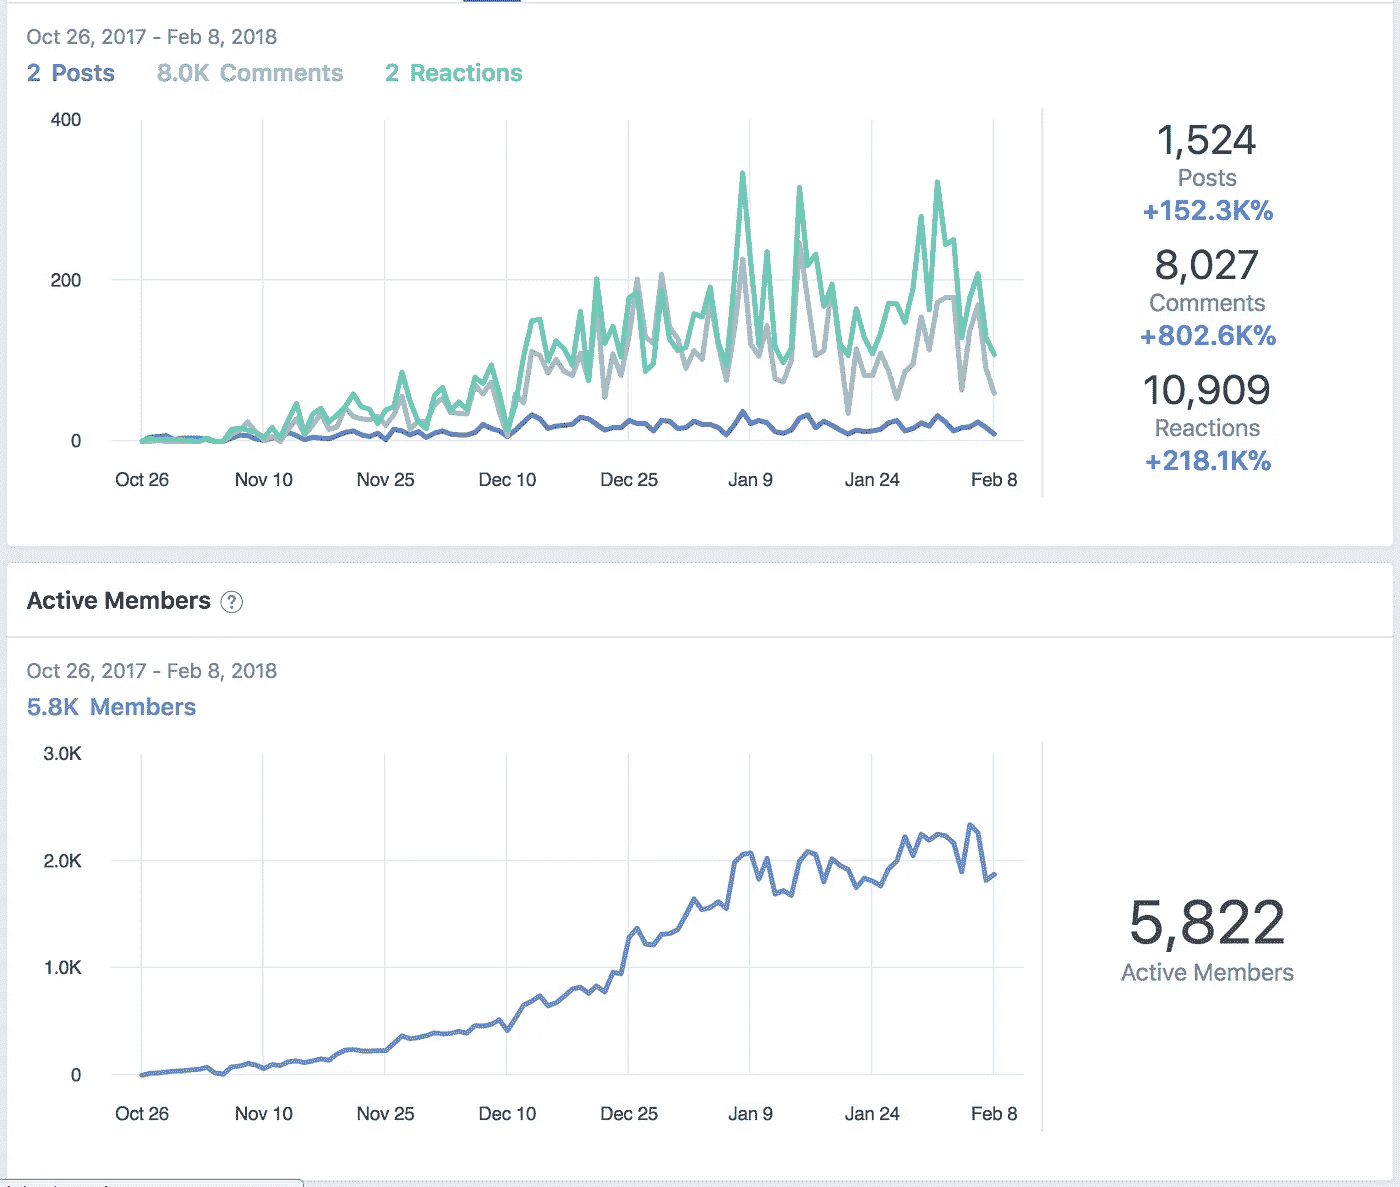 Oct 26, 2017 - Feb 8, 2018
2 Posts 8.0K Comments 2 Reactions
400
200
0
Oct 26 Nov 10 Nov 25 Dec 10 Dec 25 Jan 9 Jan 24 Feb 8
1,524
Posts
+152.3K%
8,027
Comments
+802.6K%
10,909
Reactions
+218.1K%
Active Members ?
Oct 26, 2017 - Feb 8, 2018
5.8K Members
3.0K
2.0K
1.0K
0
Oct 26 Nov 10 Nov 25 Dec 10 Dec 25 Jan 9 Jan 24 Feb 8
5,822
Active Members